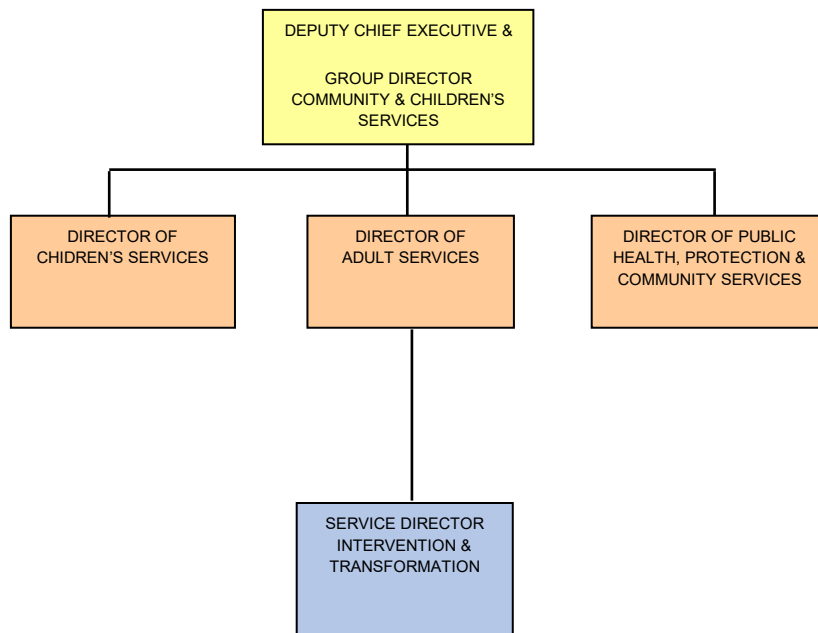 DEPUTY CHIEF EXECUTIVE &
GROUP DIRECTOR
COMMUNITY & CHILDREN'S
SERVICES
DIRECTOR OF
CHIDREN'S SERVICES
DIRECTOR OF
ADULT SERVICES
DIRECTOR OF PUBLIC
HEALTH, PROTECTION &
COMMUNITY SERVICES
SERVICE DIRECTOR
INTERVENTION &
TRANSFORMATION